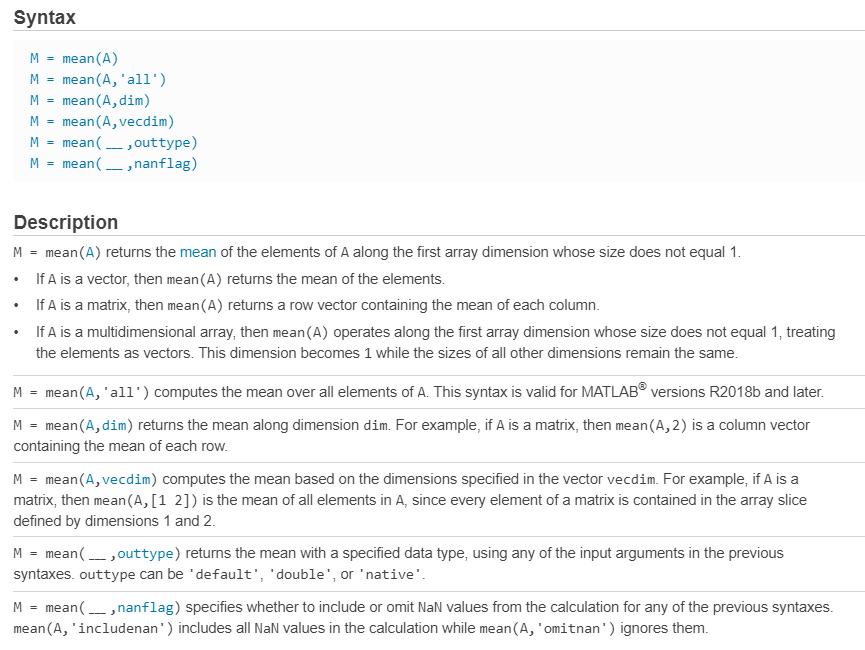 Syntax
M = mean(A)
M = mean(A,'all')
M = mean(A,dim)
M = mean(A,vecdim)
M = mean(___,outtype)
M = mean(___,nanflag)
Description
M = mean(A) returns the mean of the elements of A along the first array dimension whose size does not equal 1.
• If A is a vector, then mean(A) returns the mean of the elements.
• If A is a matrix, then mean(A) returns a row vector containing the mean of each column.
• If A is a multidimensional array, then mean(A) operates along the first array dimension whose size does not equal 1, treating
the elements as vectors. This dimension becomes 1 while the sizes of all other dimensions remain the same.
M = mean(A,'all') computes the mean over all elements of A. This syntax is valid for MATLAB® versions R2018b and later.
M = mean(A,dim) returns the mean along dimension dim. For example, if A is a matrix, then mean(A,2) is a column vector
containing the mean of each row.
M = mean(A,vecdim) computes the mean based on the dimensions specified in the vector vecdim. For example, if A is a
matrix, then mean(A,[1 2]) is the mean of all elements in A, since every element of a matrix is contained in the array slice
defined by dimensions 1 and 2.
M = mean(___,outtype) returns the mean with a specified data type, using any of the input arguments in the previous
syntaxes. outtype can be 'default', 'double', or 'native'.
M = mean(___,nanflag) specifies whether to include or omit NaN values from the calculation for any of the previous syntaxes.
mean(A,'includenan') includes all NaN values in the calculation while mean(A,'omitnan') ignores them.